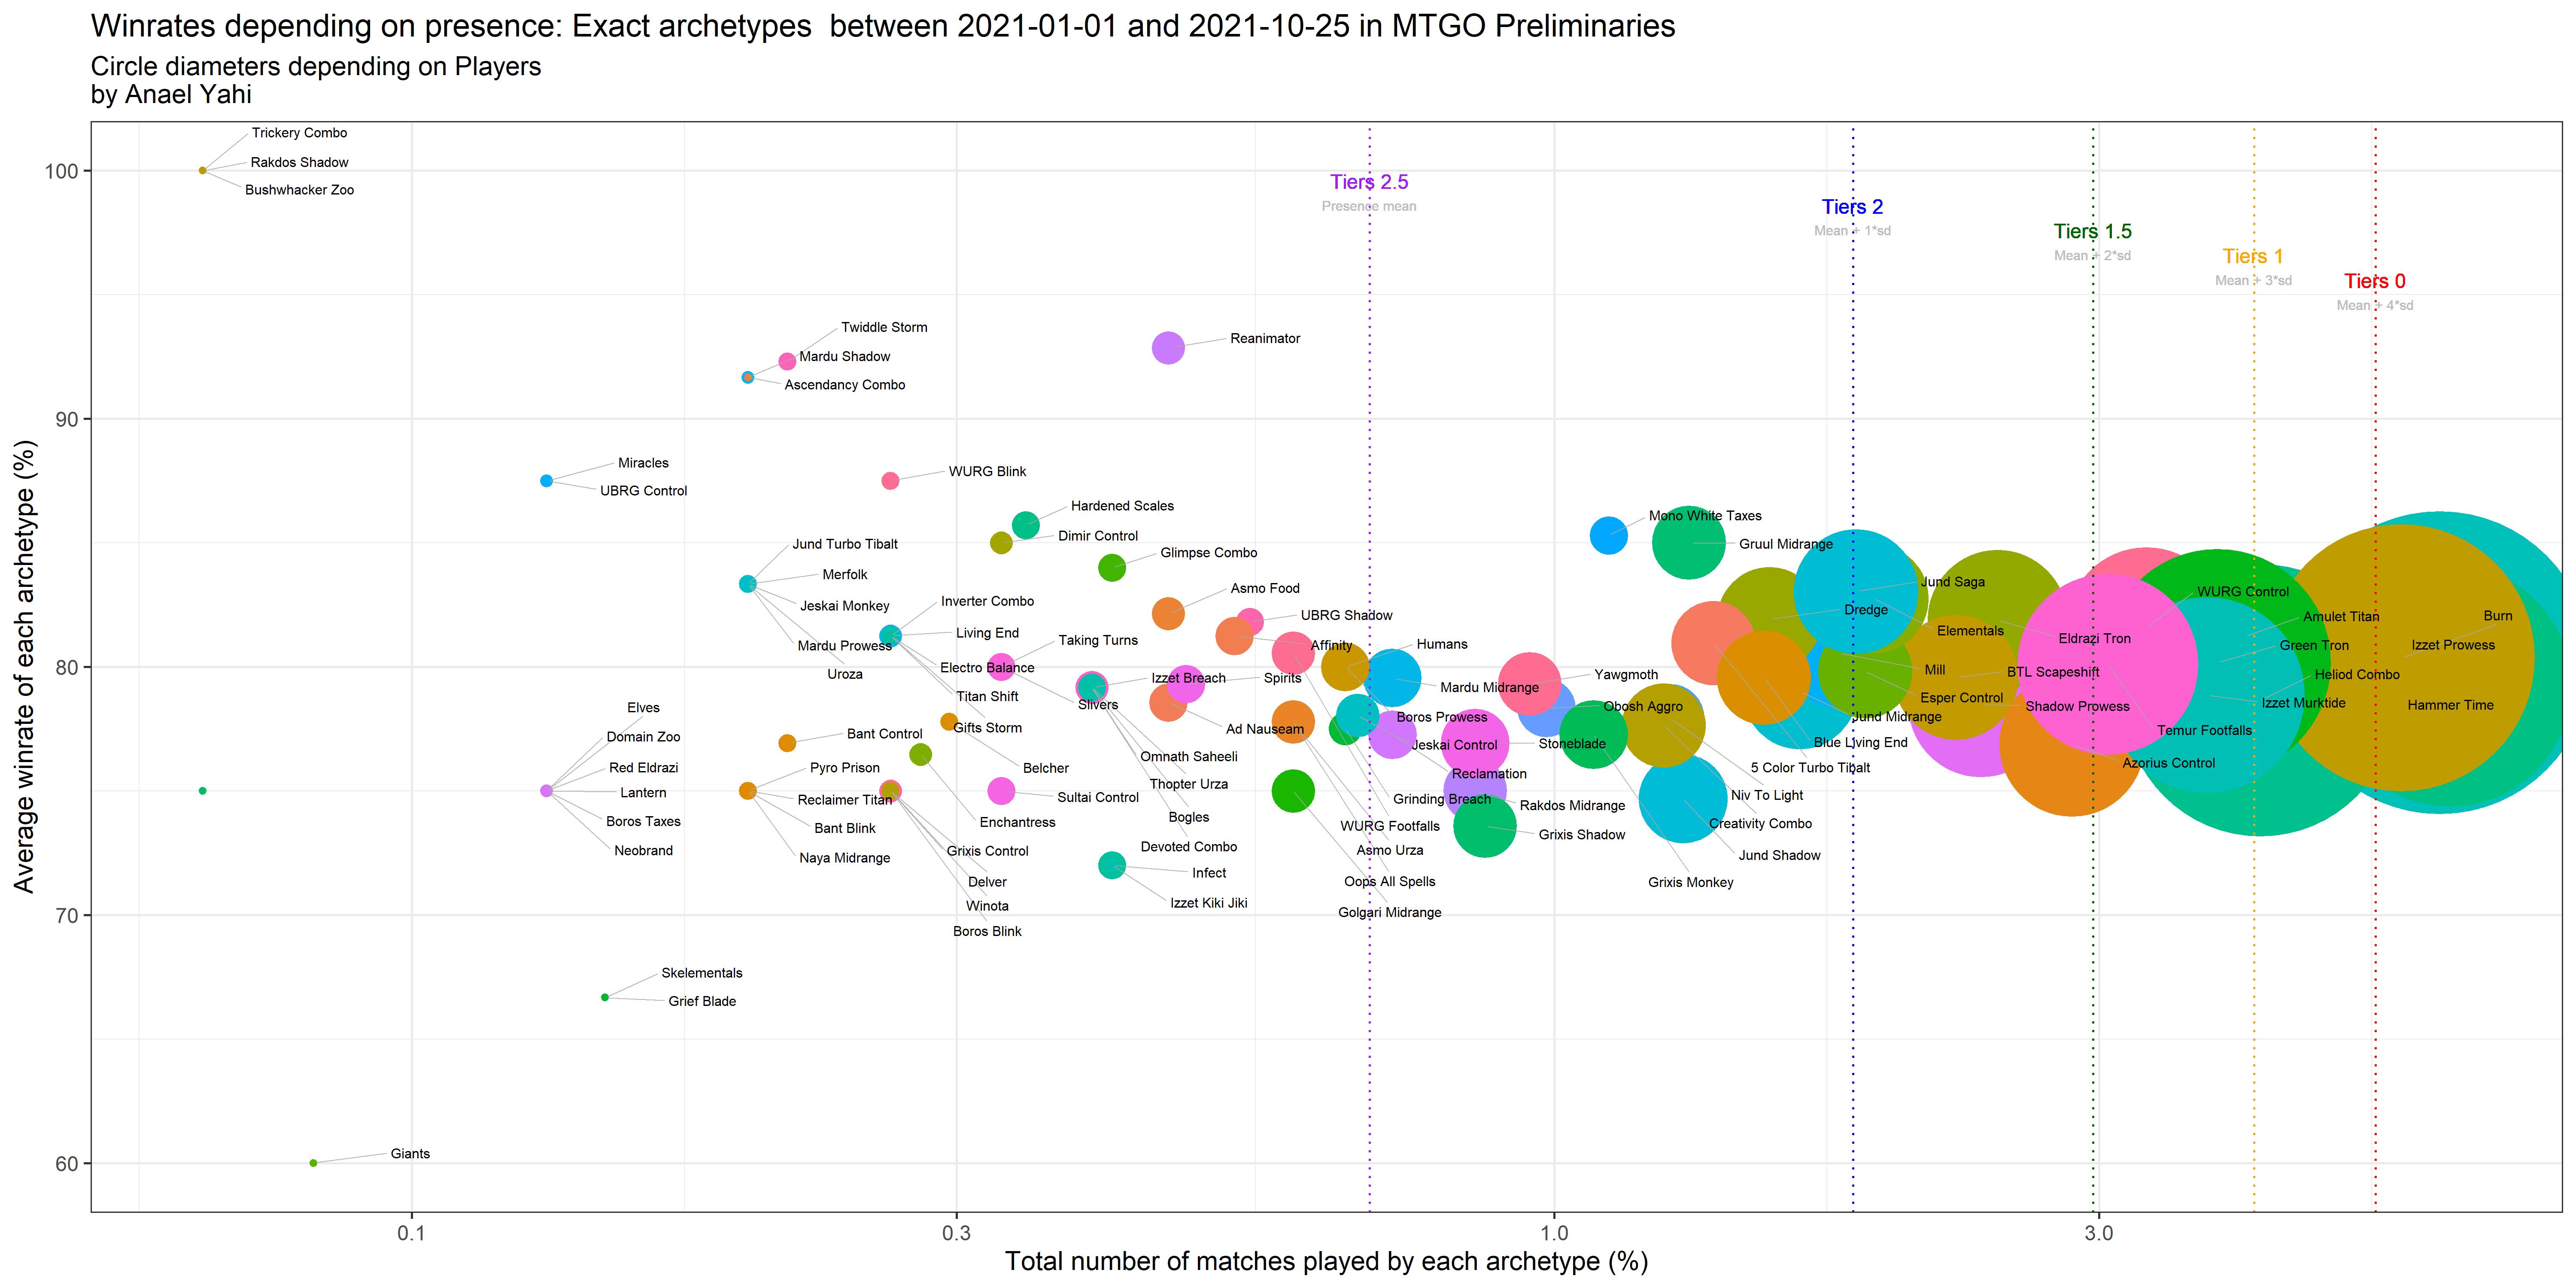 Winrates depending on presence: Exact archetypes  between 2021-01-01 and 2021-10-25 in MTGO Preliminaries
Circle diameters depending on Players
by Anael Yahi
Trickery Combo
Rakdos Shadow
Bushwhacker Zoo
100
Tiers 2.5
Presence mean
Tiers 2
Mean + 1*sd
Tiers 1.5
Mean + 2*sd
Tiers 1
Mean + 3*sd
Tiers 0
Mean + 4*sd
Twiddle Storm
Mardu Shadow
Ascendancy Combo
Reanimator
90
Miracles
UBRG Control
WURG Blink
Hardened Scales
Dimir Control
Glimpse Combo
Mono White Taxes
Gruul Midrange
Jund Turbo Tibalt
Merfolk
Jeskai Monkey
Mardu Prowess
Uroza
Inverter Combo
Living End
Electro Balance
Titan Shift
Gifts Storm
Taking Turns
Slivers
Asmo Food
UBRG Shadow
Affinity
Humans
Izzet Breach
Spirits
Mardu Midrange
Yawgmoth
Obosh Aggro
Boros Prowess
Ad Nauseam
Jeskai Control
Stoneblade
Reclamation
Jund Saga
Dredge
Elementals
Mill
BTL Scapeshift
Esper Control
Shadow Prowess
Jund Midrange
Blue Living End
5 Color Turbo Tibalt
Niv To Light
Creativity Combo
Jund Shadow
Grixis Monkey
Eldrazi Tron
WURG Control
Amulet Titan
Burn
Green Tron
Izzet Prowess
Heliod Combo
Izzet Murktide
Hammer Time
Temur Footfalls
Azorius Control
80
Elves
Domain Zoo
Red Eldrazi
Lantern
Boros Taxes
Neobrand
Bant Control
Pyro Prison
Reclaimer Titan
Bant Blink
Naya Midrange
Belcher
Sultai Control
Enchantress
Grixis Control
Delver
Winota
Boros Blink
Omnath Saheeli
Thopter Urza
Bogles
Devoted Combo
Infect
Izzet Kiki Jiki
Grinding Breach
WURG Footfalls
Asmo Urza
Oops All Spells
Golgari Midrange
Rakdos Midrange
Grixis Shadow
70
Skelementals
Grief Blade
Giants
60
Average winrate of each archetype (%)
0.1
0.3
1.0
3.0
Total number of matches played by each archetype (%)